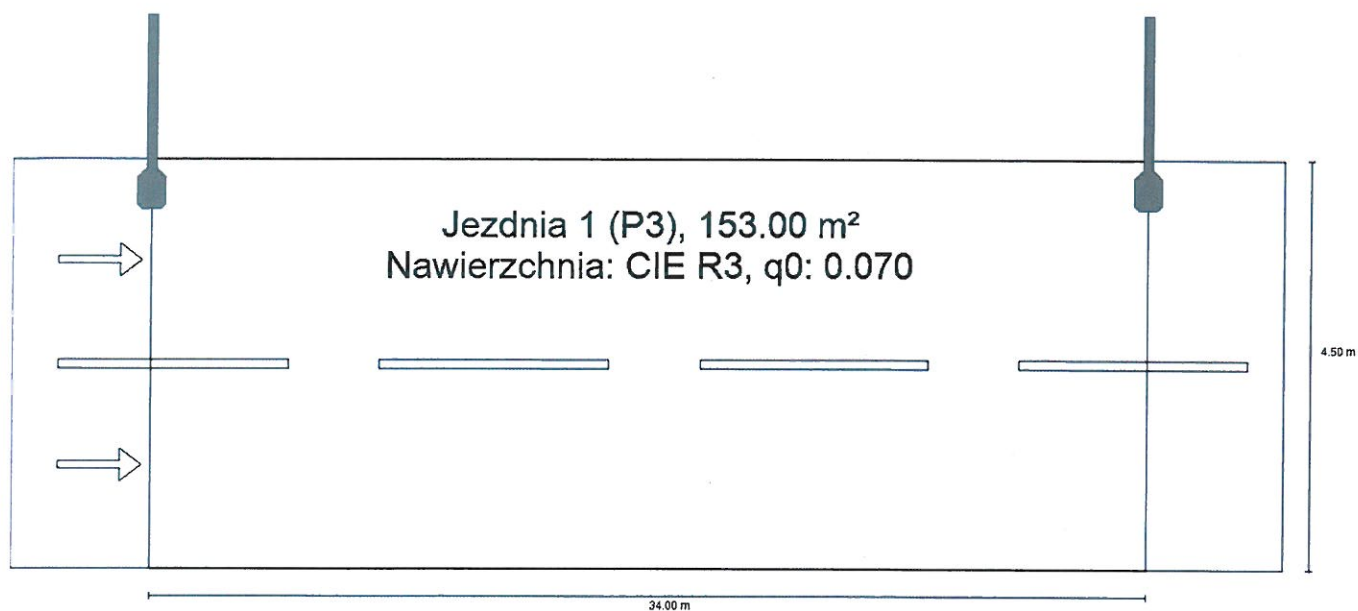 Jezdnia 1 (P3), 153.00 m²
Nawierzchnia: CIE R3, q0: 0.070
4.50 m
34.00 m